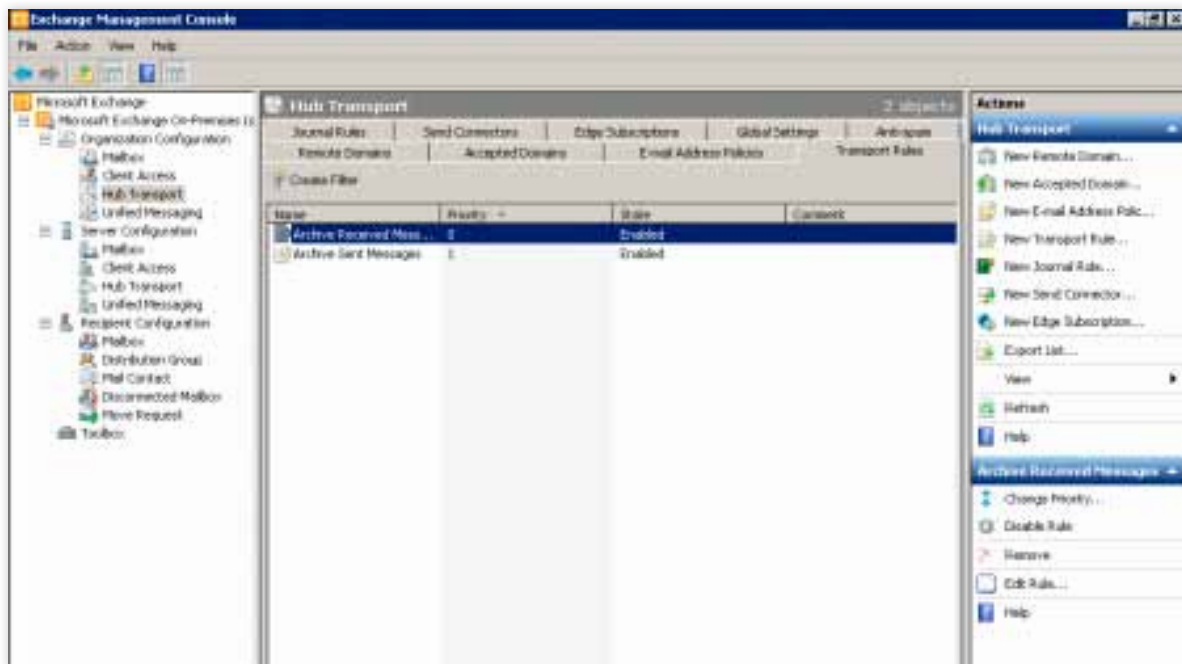 Exchange Management Console
File Action View Help
Microsoft Exchange
Microsoft Exchange On-Premises
Organization Configuration
Mailbox
Client Access
Hub Transport
Unified Messaging
Server Configuration
Mailbox
Client Access
Hub Transport
Unified Messaging
Recipient Configuration
Mailbox
Distribution Group
Mail Contact
Disconnected Mailbox
Move Request
Toolbox
Hub Transport 2 objects
Journal Rules Send Connectors Edge Subscriptions Global Settings Anti-spam
Remote Domains Accepted Domains E-mail Address Policies Transport Rules
Create Filter
Name Priority State Comment
Archive Received Mess... Enabled
Archive Sent Messages 1 Enabled
Actions
Hub Transport
New Remote Domain...
New Accepted Domain...
New E-mail Address Polic...
New Transport Rule...
New Journal Rule...
New Send Connector...
New Edge Subscription...
Export List...
View
Refresh
Help
Archive Received Messages
Change Priority...
Disable Rule
Remove
Edit Rule...
Help